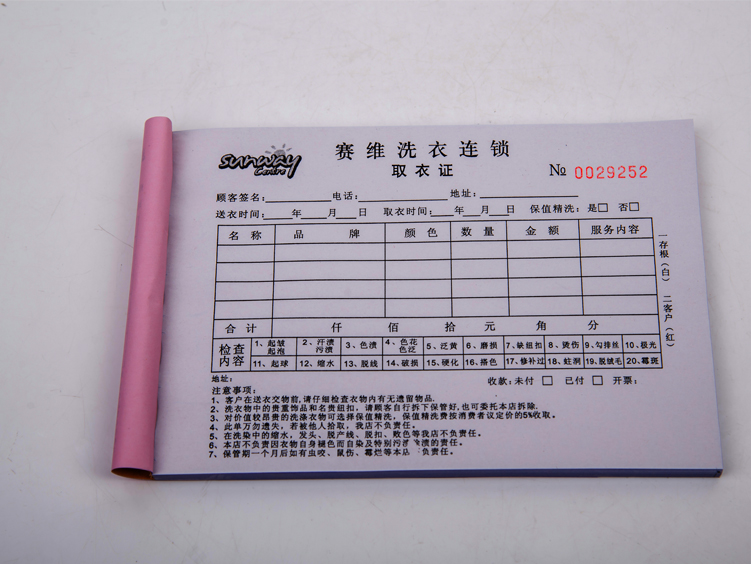 sunway
Centre
赛维洗衣连锁
取衣证
№ 0029252
顾客签名: 电话: 地址:
送衣时间: 年 月 日 取衣时间: 年 月 日 保值精洗: 是□ 否□
名称 品牌 颜色 数量 金额 服务内容
合计 仟 佰 拾 元 角 分
检查内容
1、起皱起泡 2、汗渍污渍 3、色渍 4、色花色泛 5、泛黄 6、磨损 7、缺纽扣 8、烫伤 9、勾排丝 10、极光
11、起球 12、缩水 13、脱线 14、破损 15、硬化 16、搭色 17、修补过 18、蛀洞 19、脱绒毛 20、霉斑
一存根(白) 二客户(红)
地址: 收款: 未付 □ 已付 □ 开票:
注意事项:
1、客户在送衣交物前,请仔细检查衣物内有无遗留物品.
2、洗衣物中的贵重饰品和名贵纽扣, 请顾客自行拆下保管好,也可委托本店拆除.
3、对价值较昂贵的洗涤衣物可选择保值精洗, 保值精洗费按消费者议定价的5%收取。
4、此单万勿遗失, 若被他人拾取, 我店不负责任。
5、在洗染中的缩水, 发头、脱产线、脱扣、败色等我店不负责任。
6、本店不负责因衣物自身褪色而自染及特别污渍 渍的责任。
7、保管期一个月后如有虫咬、鼠伤、霉烂等本店 负责任。